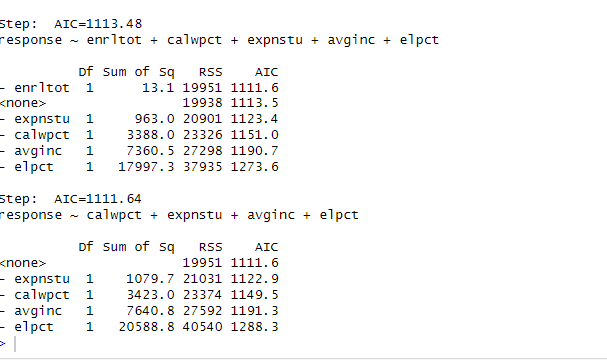 Step:  AIC=1113.48
response ~ enrltot + calwpct + expnstu + avginc + elpct
          Df Sum of Sq   RSS    AIC
- enrltot  1      13.1 19951 1111.6
<none>                 19938 1113.5
- expnstu  1     963.0 20901 1123.4
- calwpct  1    3388.0 23326 1151.0
- avginc   1    7360.5 27298 1190.7
- elpct    1   17997.3 37935 1273.6
Step:  AIC=1111.64
response ~ calwpct + expnstu + avginc + elpct
          Df Sum of Sq   RSS    AIC
<none>                 19951 1111.6
- expnstu  1    1079.7 21031 1122.9
- calwpct  1    3423.0 23374 1149.5
- avginc   1    7640.8 27592 1191.3
- elpct    1   20588.8 40540 1288.3
>